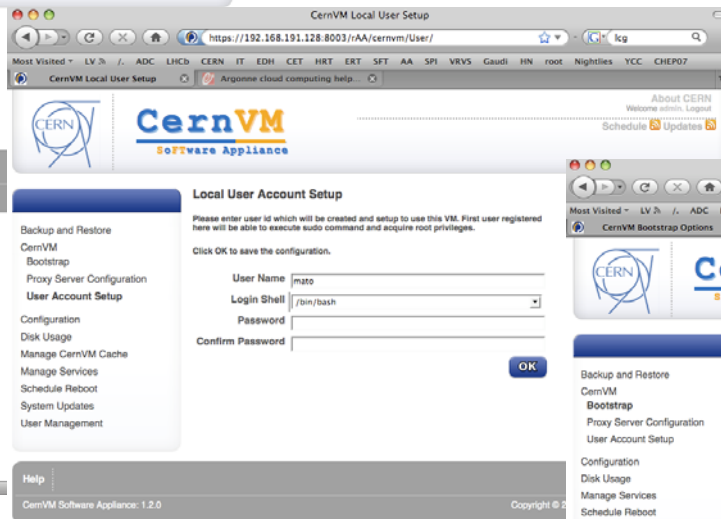 CernVM Local User Setup
https://192.168.191.128:8003/rAA/cernvm/User/
lcg
Most Visited LV /. ADC LHCb CERN IT EDH CET HRT ERT SFT AA SPI VRVS Gaudi HN root Nightlies YCC CHEP07
CernVM Local User Setup
Argonne cloud computing help...
CERN
CernVM
SoFTware Appliance
About CERN
Welcome admin. Logout
Schedule Updates
Local User Account Setup
Please enter user id which will be created and setup to use this VM. First user registered
here will be able to execute sudo command and acquire root privileges.
Click OK to save the configuration.
User Name mato
Login Shell /bin/bash
Password
Confirm Password
OK
Backup and Restore
CernVM
Bootstrap
Proxy Server Configuration
User Account Setup
Configuration
Disk Usage
Manage CernVM Cache
Manage Services
Schedule Reboot
System Updates
User Management
Help
CernVM Software Appliance: 1.2.0
Copyright ©
Most Visited LV /. ADC
CernVM Bootstrap Options
CERN
Backup and Restore
CernVM
Bootstrap
Proxy Server Configuration
User Account Setup
Configuration
Disk Usage
Manage Services
Schedule Reboot